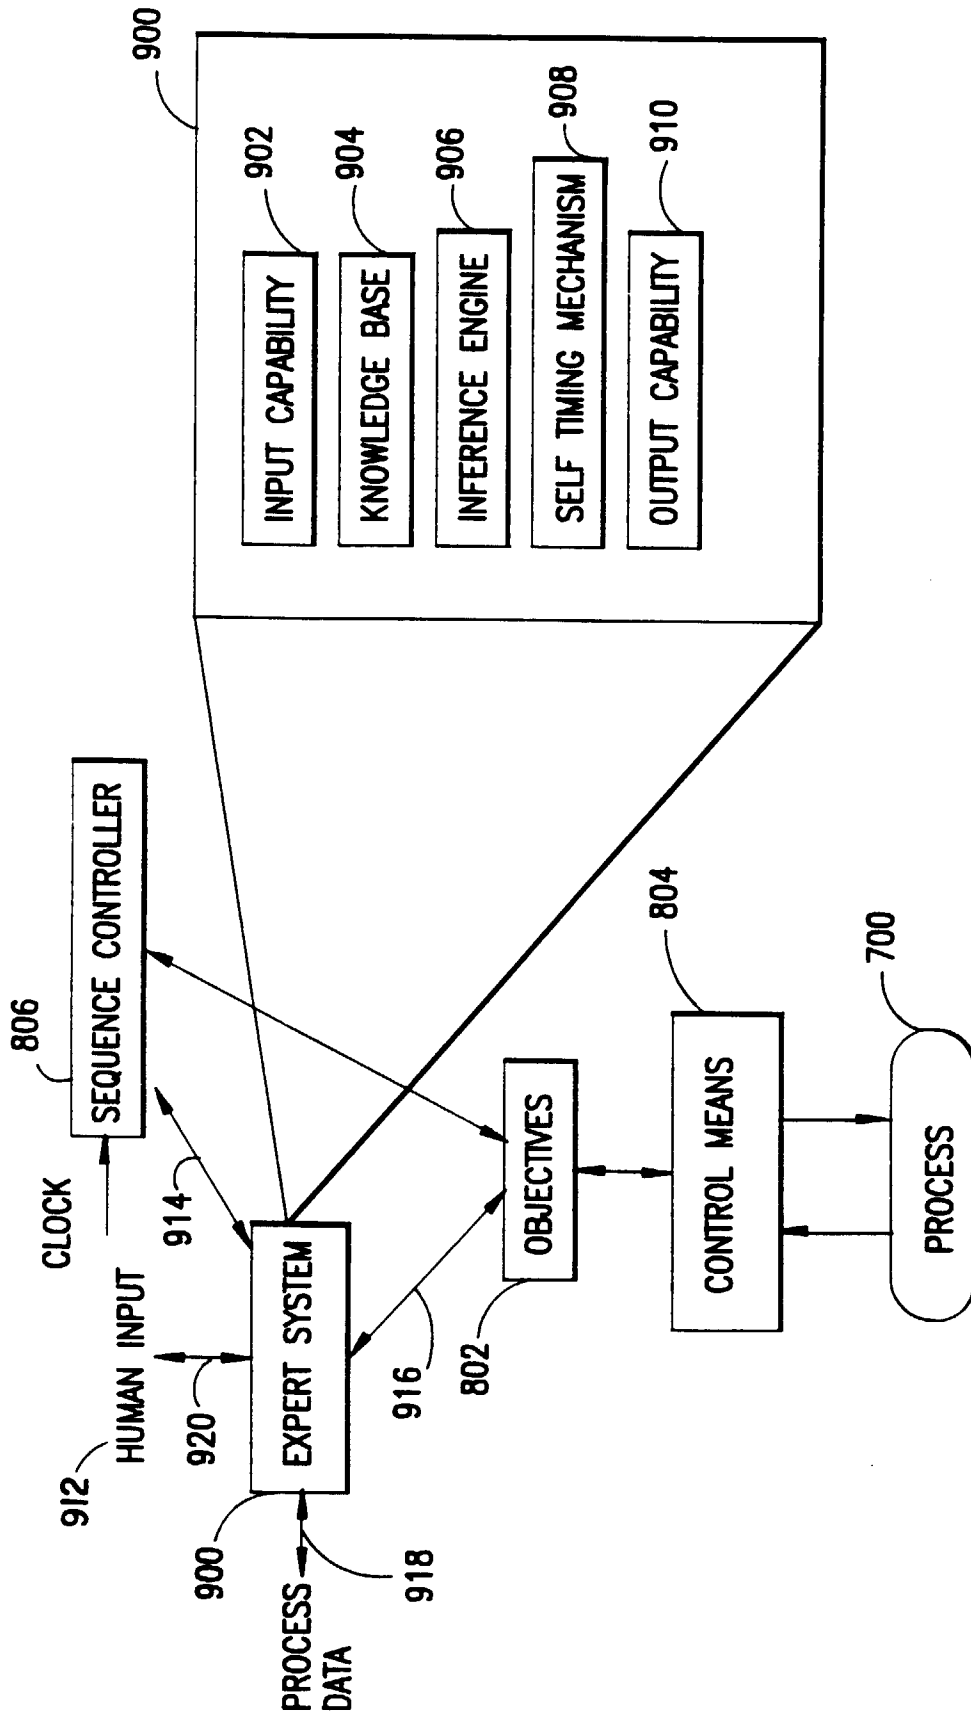 900
INPUT CAPABILITY
902
KNOWLEDGE BASE
904
INFERENCE ENGINE
906
SELF TIMING MECHANISM
908
OUTPUT CAPABILITY
910
806
CLOCK
SEQUENCE CONTROLLER
914
912
HUMAN INPUT
920
900
EXPERT SYSTEM
PROCESS
DATA
918
916
802
OBJECTIVES
804
CONTROL MEANS
700
PROCESS